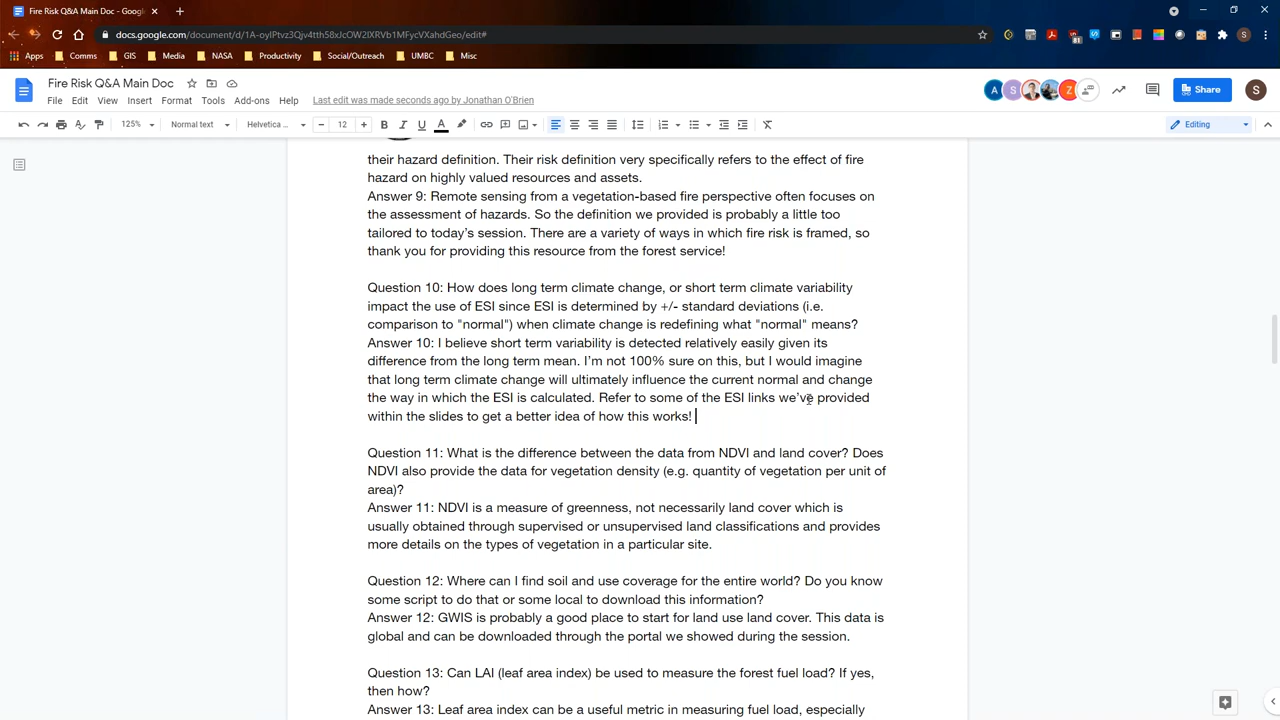 Fire Risk Q&A Main Doc - Googl
docs.google.com/document/d/1A-oyIPtvz3Qjv4tth58xJcOW2IXRVb1MFycVXahdGeo/edit#
Apps Comms GIS Media NASA Productivity Social/Outreach UMBC Misc
Fire Risk Q&A Main Doc
File Edit View Insert Format Tools Add-ons Help Last edit was made seconds ago by Jonathan O'Brien
A S Z Share S
125% Normal text Helvetica ... 12 B I U A Editing
their hazard definition. Their risk definition very specifically refers to the effect of fire
hazard on highly valued resources and assets.
Answer 9: Remote sensing from a vegetation-based fire perspective often focuses on
the assessment of hazards. So the definition we provided is probably a little too
tailored to today's session. There are a variety of ways in which fire risk is framed, so
thank you for providing this resource from the forest service!
Question 10: How does long term climate change, or short term climate variability
impact the use of ESI since ESI is determined by +/- standard deviations (i.e.
comparison to "normal") when climate change is redefining what "normal" means?
Answer 10: I believe short term variability is detected relatively easily given its
difference from the long term mean. I'm not 100% sure on this, but I would imagine
that long term climate change will ultimately influence the current normal and change
the way in which the ESI is calculated. Refer to some of the ESI links we've provided
within the slides to get a better idea of how this works!
Question 11: What is the difference between the data from NDVI and land cover? Does
NDVI also provide the data for vegetation density (e.g. quantity of vegetation per unit of
area)?
Answer 11: NDVI is a measure of greenness, not necessarily land cover which is
usually obtained through supervised or unsupervised land classifications and provides
more details on the types of vegetation in a particular site.
Question 12: Where can I find soil and use coverage for the entire world? Do you know
some script to do that or some local to download this information?
Answer 12: GWIS is probably a good place to start for land use land cover. This data is
global and can be downloaded through the portal we showed during the session.
Question 13: Can LAI (leaf area index) be used to measure the forest fuel load? If yes,
then how?
Answer 13: Leaf area index can be a useful metric in measuring fuel load, especially